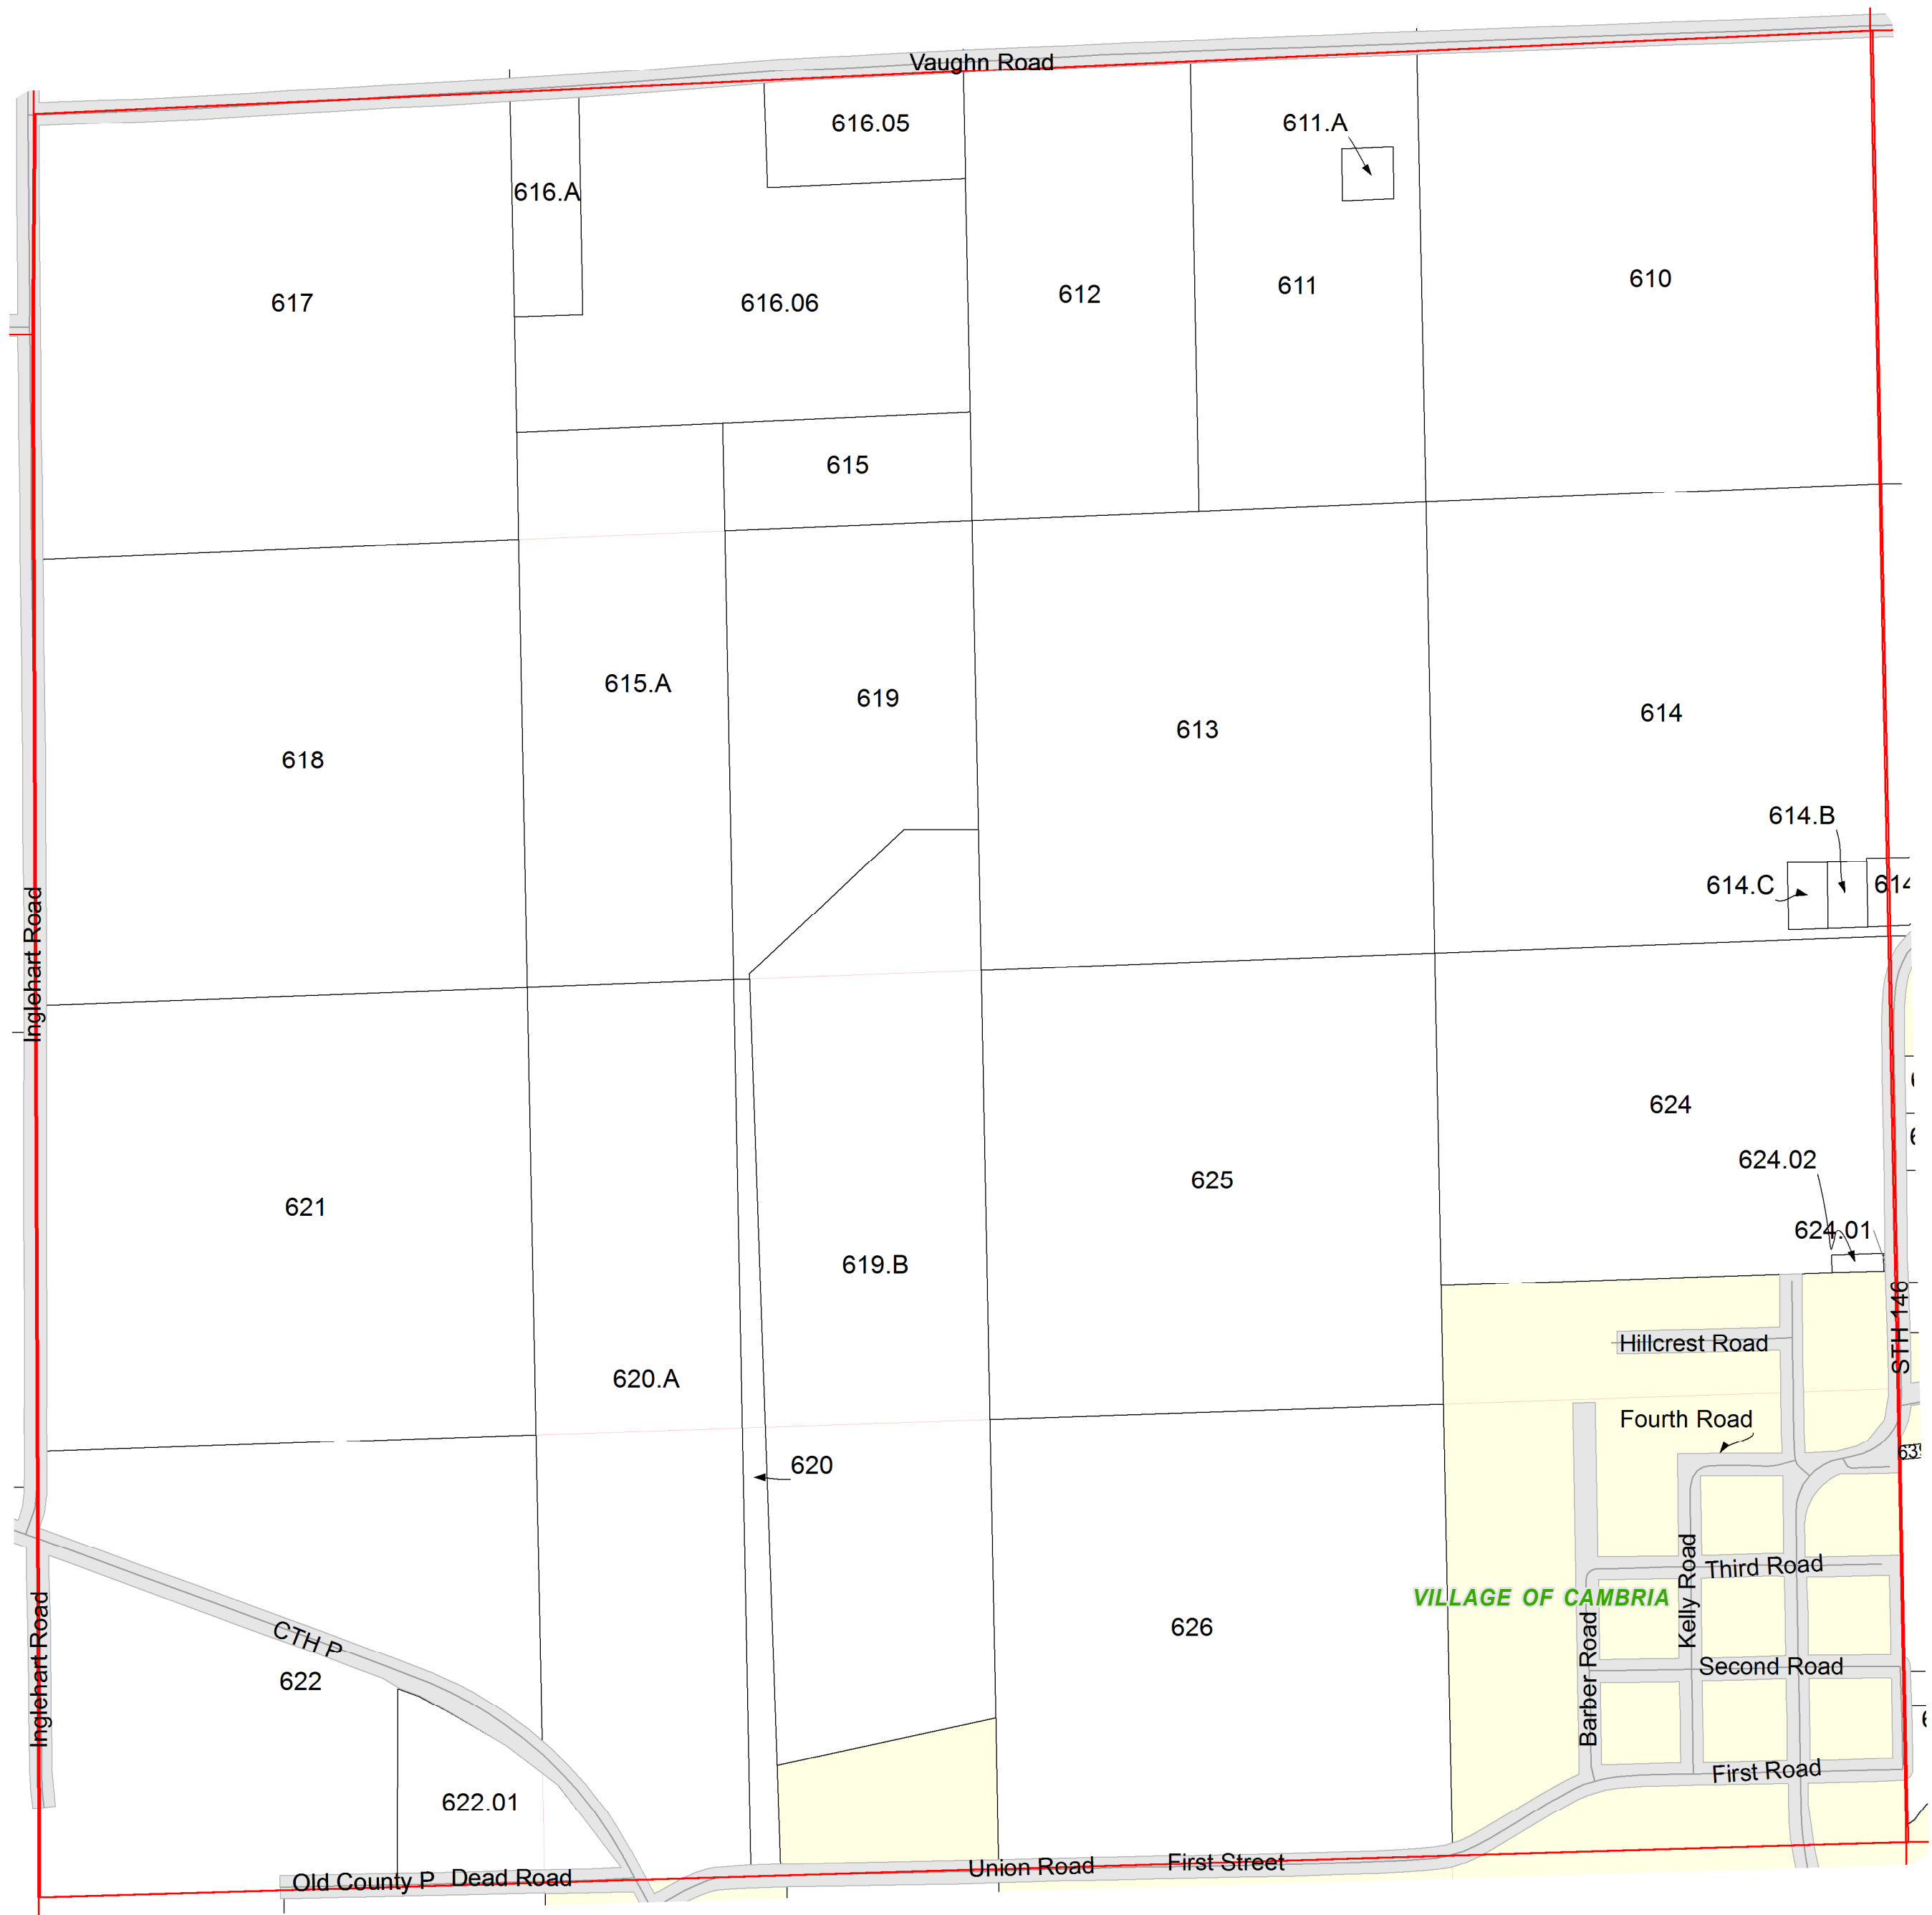 Vaughn Road
616.05
611.A
616.A
617
616.06
612
611
610
615
615.A
619
613
614
618
614.B
614.C
614
Inglehart Road
624
624.02
625
621
624.01
619.B
STH 146
Hillcrest Road
620.A
Fourth Road
620
639
Third Road
Kelly Road
VILLAGE OF CAMBRIA
Barber Road
CTH P
626
Inglehart Road
622
Second Road
First Road
622.01
Old County P
Dead Road
Union Road
First Street